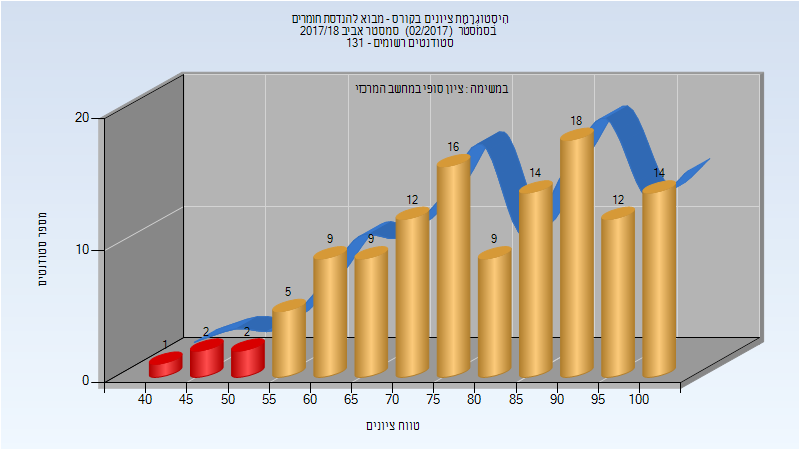 היסטוגרמת ציונים בקורס - מבוא להנדסת חומרים
בסמסטר (02/2017) סמסטר אביב 2017/18
סטודנטים רשומים - 131
במשימה : ציון סופי במחשב המרכזי
20
10
0
מספר סטודנטים
1
2
2
5
9
9
12
16
9
14
18
12
14
40 45 50 55 60 65 70 75 80 85 90 95 100
טווח ציונים